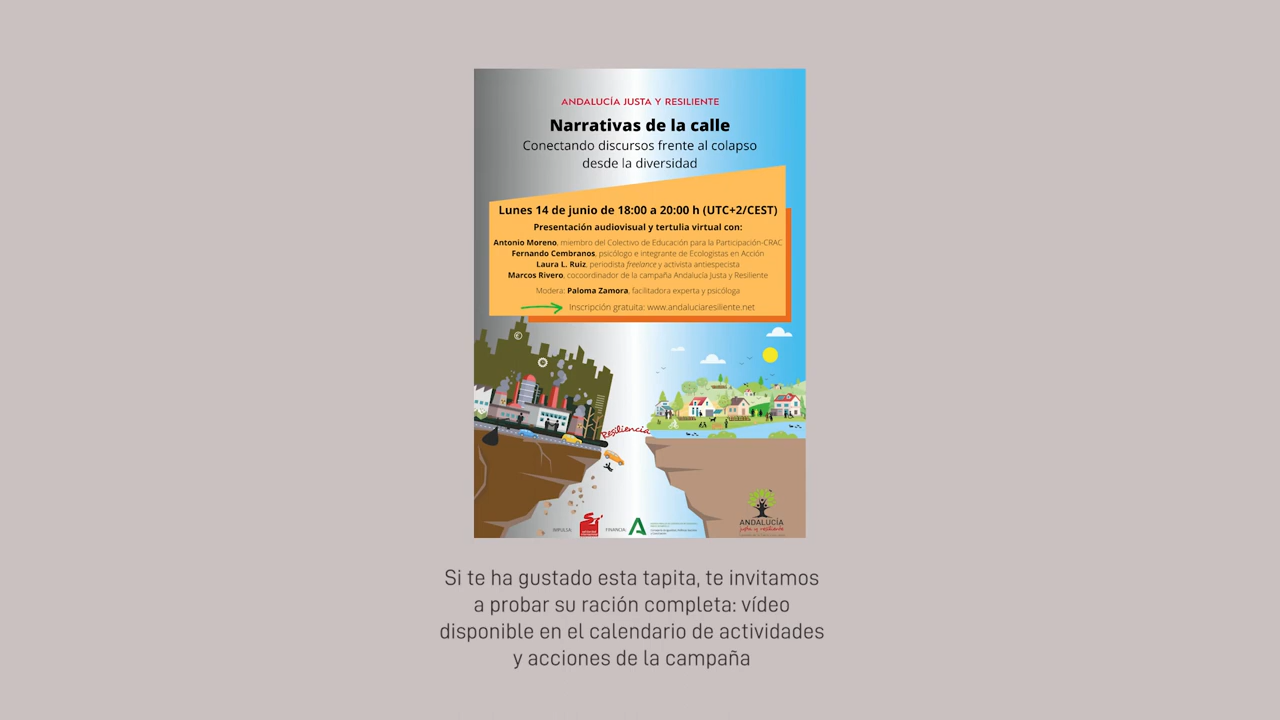 ANDALUCÍA JUSTA Y RESILIENTE
Narrativas de la calle
Conectando discursos frente al colapso
desde la diversidad
Lunes 14 de junio de 18:00 a 20:00 h (UTC+2/CEST)
Presentación audiovisual y tertulia virtual con:
Antonio Moreno, miembro del Colectivo de Educación para la Participación-CRAC
Fernando Cembranos, psicólogo e integrante de Ecologistas en Acción
Laura L. Ruiz, periodista freelance y activista antiespecista
Marcos Rivero, cocoordinador de la campaña Andalucía Justa y Resiliente
Modera: Paloma Zamora, facilitadora experta y psicóloga
Inscripción gratuita: www.andaluciaresiliente.net
Resiliencia
IMPULSA:
FINANCIA:
ANDALUCÍA
justa y resiliente
Si te ha gustado esta tapita, te invitamos
a probar su ración completa: vídeo
disponible en el calendario de actividades
y acciones de la campaña